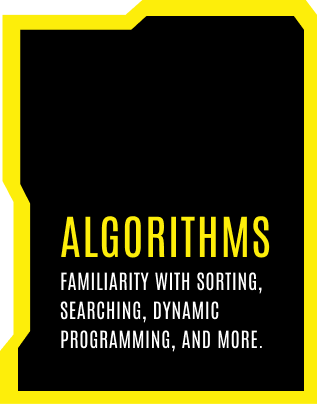 ALGORITHMS
FAMILIARITY WITH SORTING,
SEARCHING, DYNAMIC
PROGRAMMING, AND MORE.